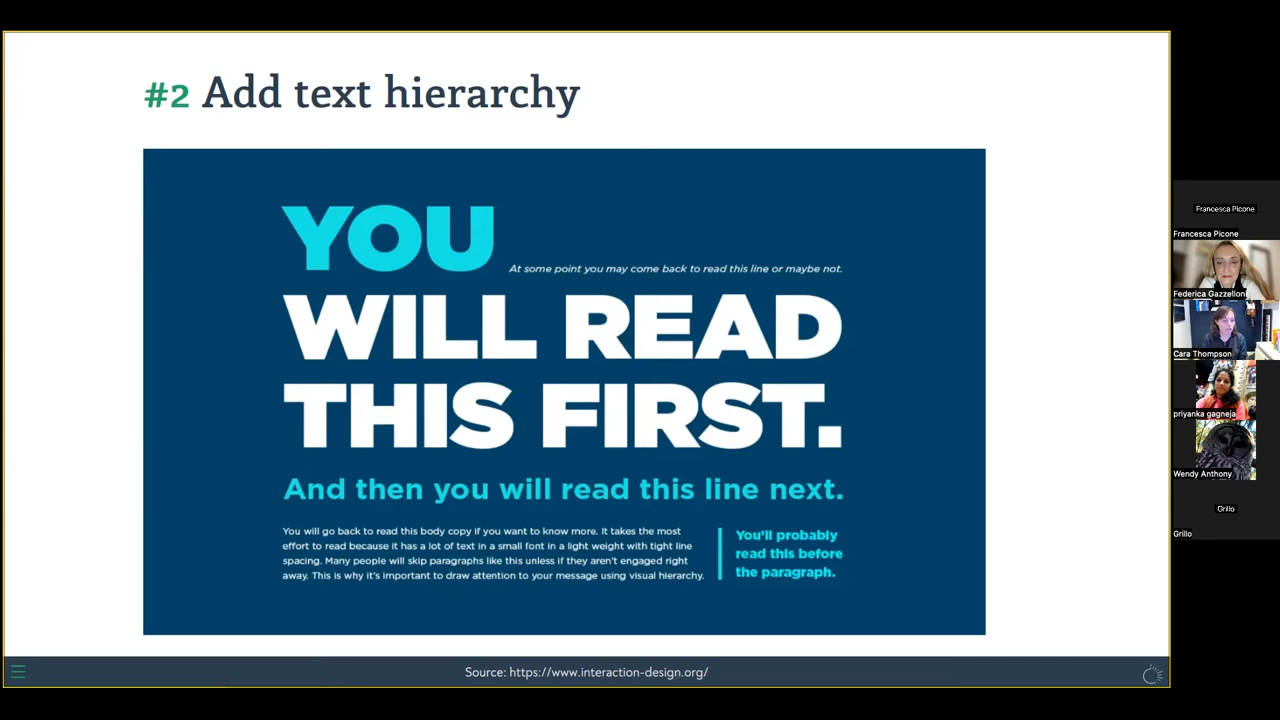 #2 Add text hierarchy
YOU
At some point you may come back to read this line or maybe not.
WILL READ
THIS FIRST.
And then you will read this line next.
You will go back to read this body copy if you want to know more. It takes the most
effort to read because it has a lot of text in a small font in a light weight with tight line
spacing. Many people will skip paragraphs like this unless if they aren't engaged right
away. This is why it's important to draw attention to your message using visual hierarchy.
You'll probably
read this before
the paragraph.
Source: https://www.interaction-design.org/
Francesca Picone
Francesca Picone
Federica Gazzelloni
Cara Thompson
priyanka gagneja
Wendy Anthony
Grillo
Grillo